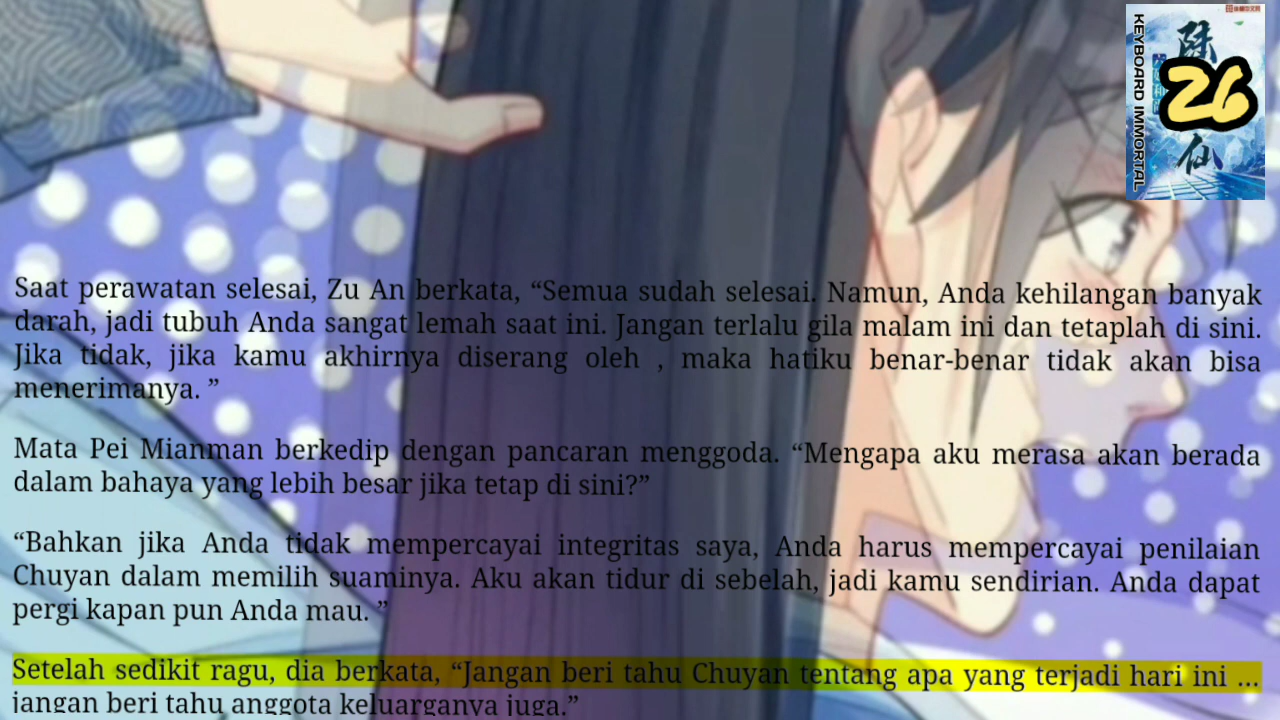 KEYBOARD IMMORTAL
26
仙
Saat perawatan selesai, Zu An berkata, “Semua sudah selesai. Namun, Anda kehilangan banyak
darah, jadi tubuh Anda sangat lemah saat ini. Jangan terlalu gila malam ini dan tetaplah di sini.
Jika tidak, jika kamu akhirnya diserang oleh , maka hatiku benar-benar tidak akan bisa
menerimanya. ”
Mata Pei Mianman berkedip dengan pancaran menggoda. “Mengapa aku merasa akan berada
dalam bahaya yang lebih besar jika tetap di sini?”
“Bahkan jika Anda tidak mempercayai integritas saya, Anda harus mempercayai penilaian
Chuyan dalam memilih suaminya. Aku akan tidur di sebelah, jadi kamu sendirian. Anda dapat
pergi kapan pun Anda mau. ”
Setelah sedikit ragu, dia berkata, “Jangan beri tahu Chuyan tentang apa yang terjadi hari ini ...
jangan beri tahu anggota keluarganya juga.”